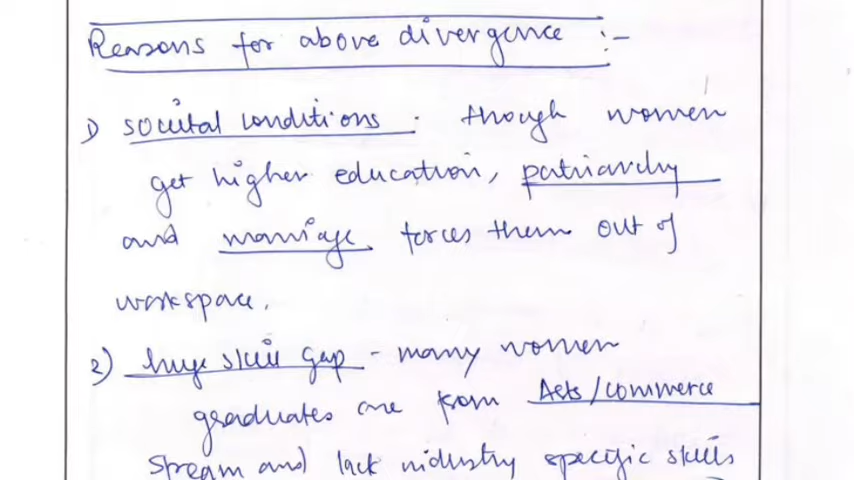 Reasons for above divergence :-
1) societal conditions. though women
get higher education, patriarchy
and marriage forces them out of
workspace.
2) huge skill gap - many women
graduates are from Arts/commerce
stream and lack industry specific skills